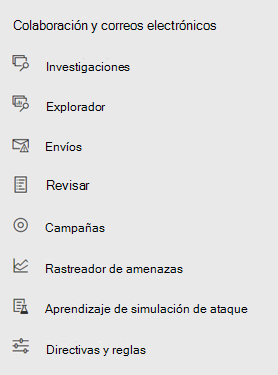 Colaboración y correos electrónicos
Investigaciones
Explorador
Envíos
Revisar
Campañas
Rastreador de amenazas
Aprendizaje de simulación de ataque
Directivas y reglas